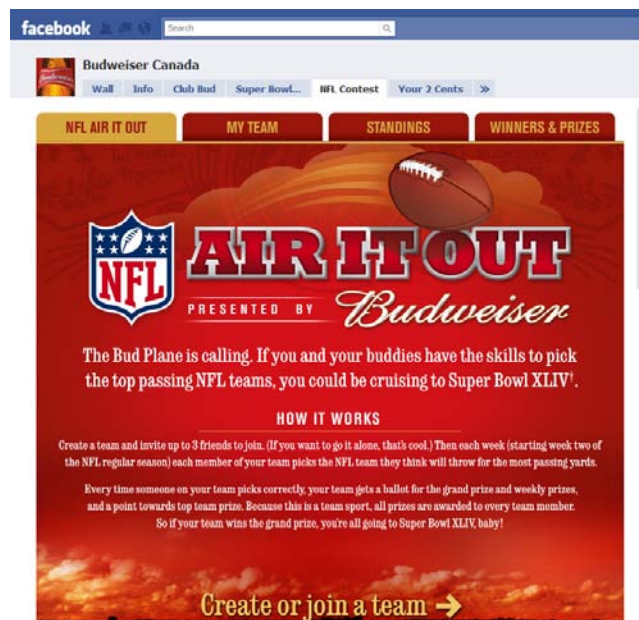 facebook
Search
Budweiser Canada
Wall Info Club Bud Super Bowl... NFL Contest Your 2 Cents »
NFL AIR IT OUT MY TEAM STANDINGS WINNERS & PRIZES
NFL
AIR IT OUT
PRESENTED BY Budweiser
The Bud Plane is calling. If you and your buddies have the skills to pick
the top passing NFL teams, you could be cruising to Super Bowl XLIV†.
HOW IT WORKS
Create a team and invite up to 3 friends to join. (If you want to go it alone, that's cool.) Then each week (starting week two of
the NFL regular season) each member of your team picks the NFL team they think will throw for the most passing yards.
Every time someone on your team picks correctly, your team gets a ballot for the grand prize and weekly prizes,
and a point towards top team prize. Because this is a team sport, all prizes are awarded to every team member.
So if your team wins the grand prize, you're all going to Super Bowl XLIV, baby!
Create or join a team →